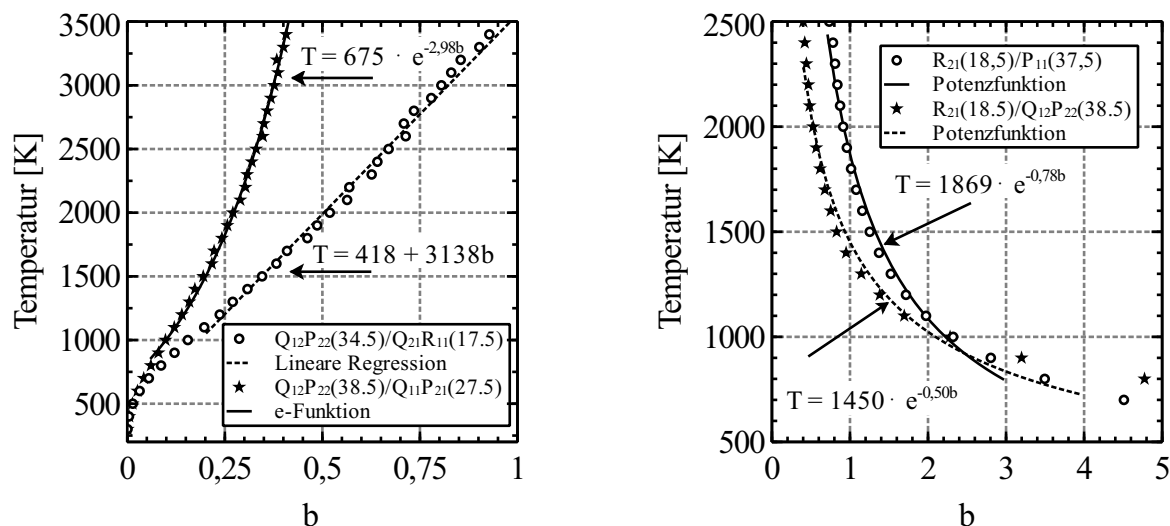 3500
3000
2500
2000
1500
1000
500
Temperatur [K]
T = 675 · e-2,98b
T = 418 + 3138b
Q12P22(34.5)/Q21R11(17.5)
Lineare Regression
Q12P22(38.5)/Q11P21(27.5)
e-Funktion
0 0,25 0,5 0,75 1
b
2500
2000
1500
1000
500
Temperatur [K]
R21(18,5)/P11(37,5)
Potenzfunktion
R21(18.5)/Q12P22(38.5)
Potenzfunktion
T = 1869 · e-0,78b
T = 1450 · e-0,50b
0 1 2 3 4 5
b